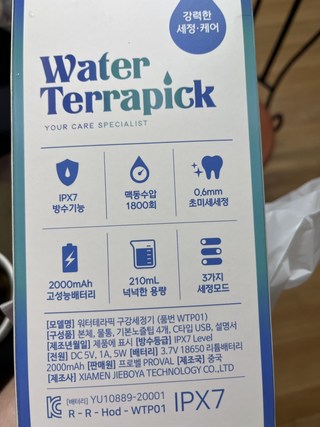 강력한
세정·케어
Water
Terrapick
YOUR CARE SPECIALIST
IPX7
방수기능
맥동수압
1800회
0.6mm
초미세세정
2000mAh
고성능배터리
210mL
넉넉한 용량
3가지
세정모드
[모델명] 워터테라픽 구강세정기 (품번 WTP01)
[구성품] 본체, 물통, 기본노즐팁 4개, C타입 USB, 설명서
[제조년월일] 제품에 표시 [방수등급] IPX7 Level
[전원] DC 5V, 1A, 5W [배터리] 3.7V 18650 리튬배터리
2000mAh [판매원] 프로벨 PROVAL [제조국] 중국
[제조사] XIAMEN JIEBOYA TECHNOLOGY CO.,LTD
[배터리] YU10889-20001
R - R - Hod - WTP01 IPX7